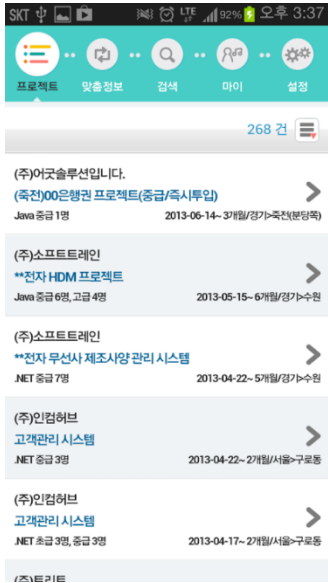 SKT LTE 92% 오후 3:37
프로젝트 맞춤정보 검색 마이 설정
268 건
(주)어굿솔루션입니다.
(죽전)00은행권 프로젝트(중급/즉시투입)
Java 중급 1명 2013-06-14~ 3개월/경기>죽전(분당쪽)
(주)소프트트레인
**전자 HDM 프로젝트
Java 중급 6명, 고급 4명 2013-05-15~ 6개월/경기>수원
(주)소프트트레인
**전자 무선사 제조사양 관리 시스템
.NET 중급 7명 2013-04-22~ 5개월/경기>수원
(주)인컴허브
고객관리 시스템
.NET 중급 3명 2013-04-22~ 2개월/서울>구로동
(주)인컴허브
고객관리 시스템
.NET 초급 3명, 중급 3명 2013-04-17~ 2개월/서울>구로동
(주)트리트